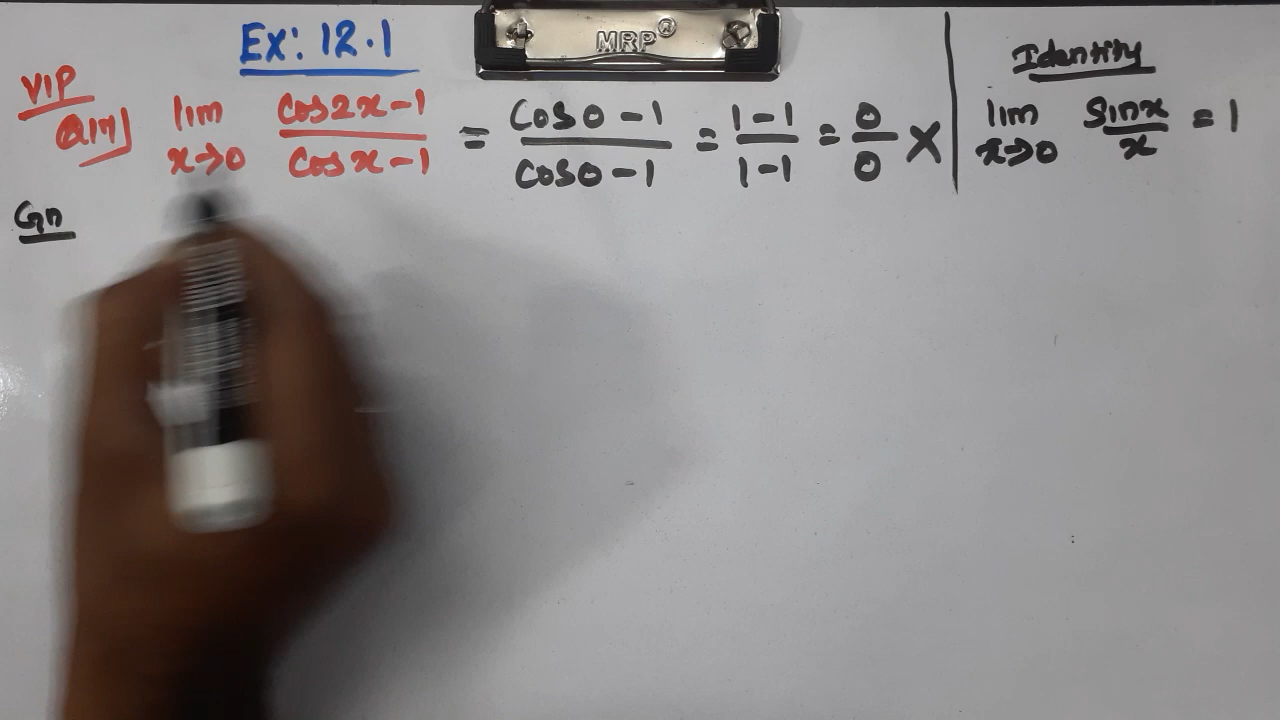 Ex: 12.1
MRP®
VIP
Q17] lim x→0 cos2x-1 / cosx-1 = cos0-1 / cos0-1 = 1-1 / 1-1 = 0/0 X
Identity
lim x→0 sinx / x = 1
Gn